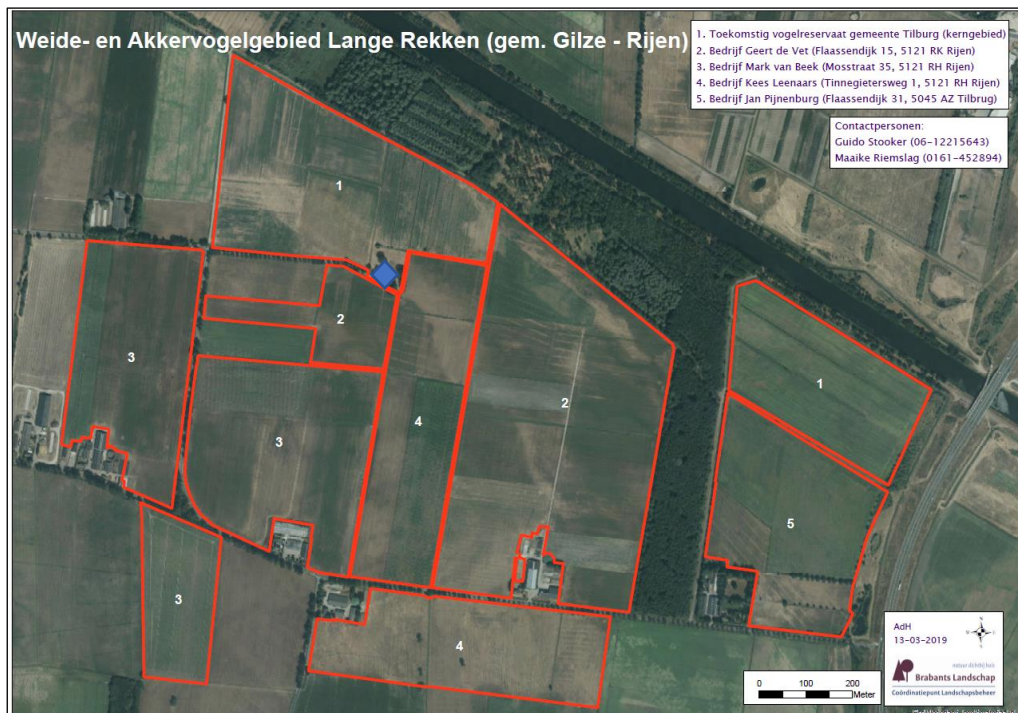 Weide- en Akkervogelgebied Lange Rekken (gem. Gilze - Rijen)
1. Toekomstig vogelreservaat gemeente Tilburg (kerngebied)
2. Bedrijf Geert de Vet (Flaassendijk 15, 5121 RK Rijen)
3. Bedrijf Mark van Beek (Mosstraat 35, 5121 RH Rijen)
4. Bedrijf Kees Leenaars (Tinnegietersweg 1, 5121 RH Rijen)
5. Bedrijf Jan Pijnenburg (Flaassendijk 31, 5045 AZ Tilbrug)
Contactpersonen:
Guido Stooker (06-12215643)
Maaike Riemslag (0161-452894)
1
2
3
4
2
3
1
5
3
4
AdH
13-03-2019
natuur dichtbij huis
Brabants Landschap
Coördinatiepunt Landschapsbeheer
0 100 200
Meter